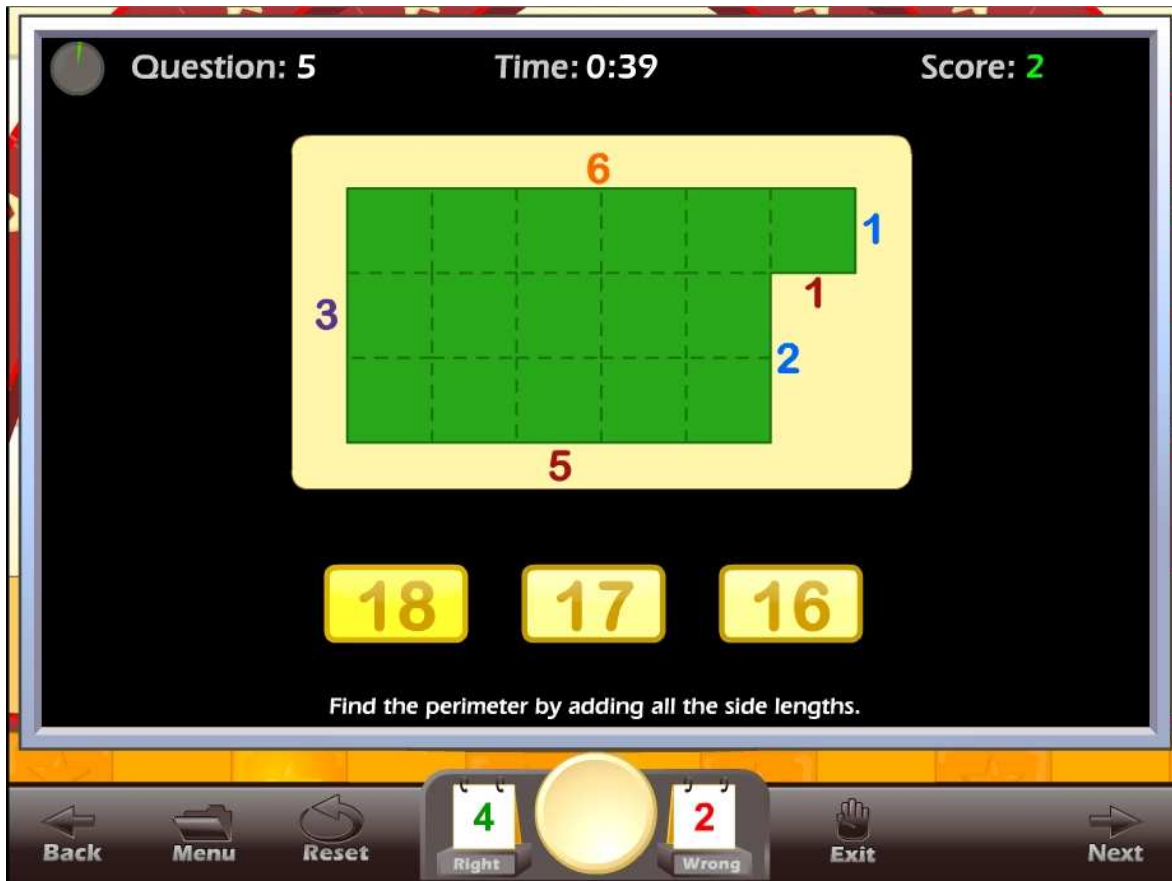 Question: 5 Time: 0:39 Score: 2
6
1
1
3
2
5
18 17 16
Find the perimeter by adding all the side lengths.
4 2
Back Menu Reset Right Wrong Exit Next